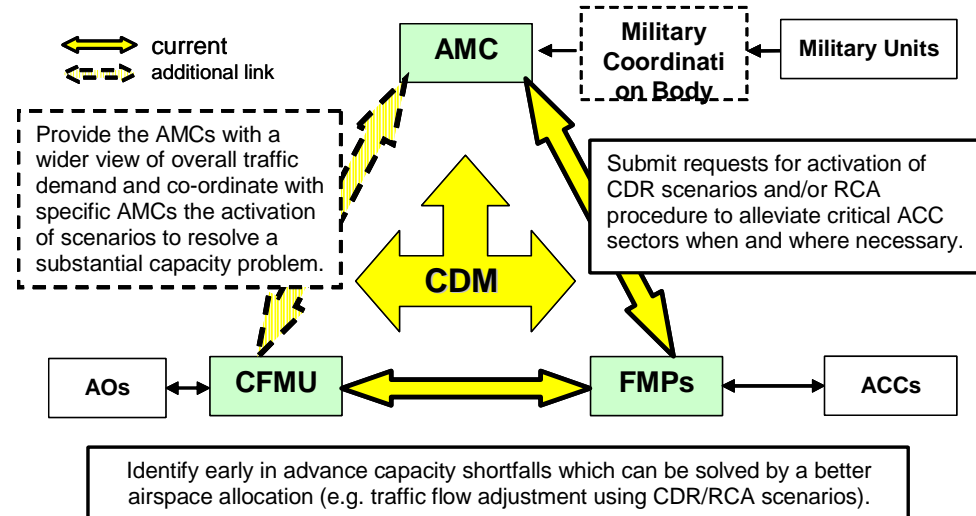 current
additional link
AMC
Military
Coordinati
on Body
Military Units
Provide the AMCs with a
wider view of overall traffic
demand and co-ordinate with
specific AMCs the activation
of scenarios to resolve a
substantial capacity problem.
Submit requests for activation of
CDR scenarios and/or RCA
procedure to alleviate critical ACC
sectors when and where necessary.
CDM
AOs
CFMU
FMPs
ACCs
Identify early in advance capacity shortfalls which can be solved by a better
airspace allocation (e.g. traffic flow adjustment using CDR/RCA scenarios).